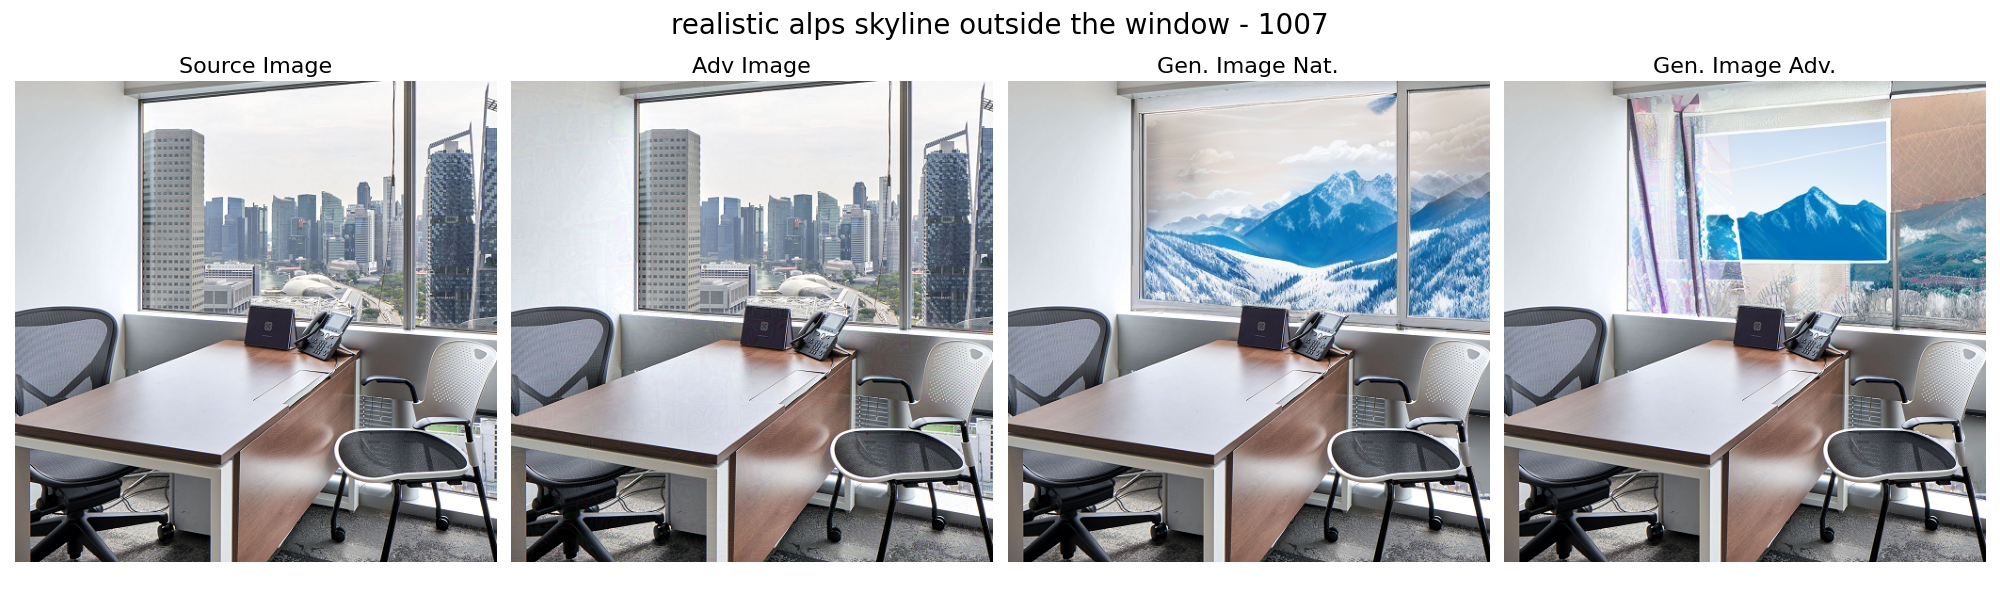 realistic alps skyline outside the window - 1007
Source Image
Adv Image
Gen. Image Nat.
Gen. Image Adv.